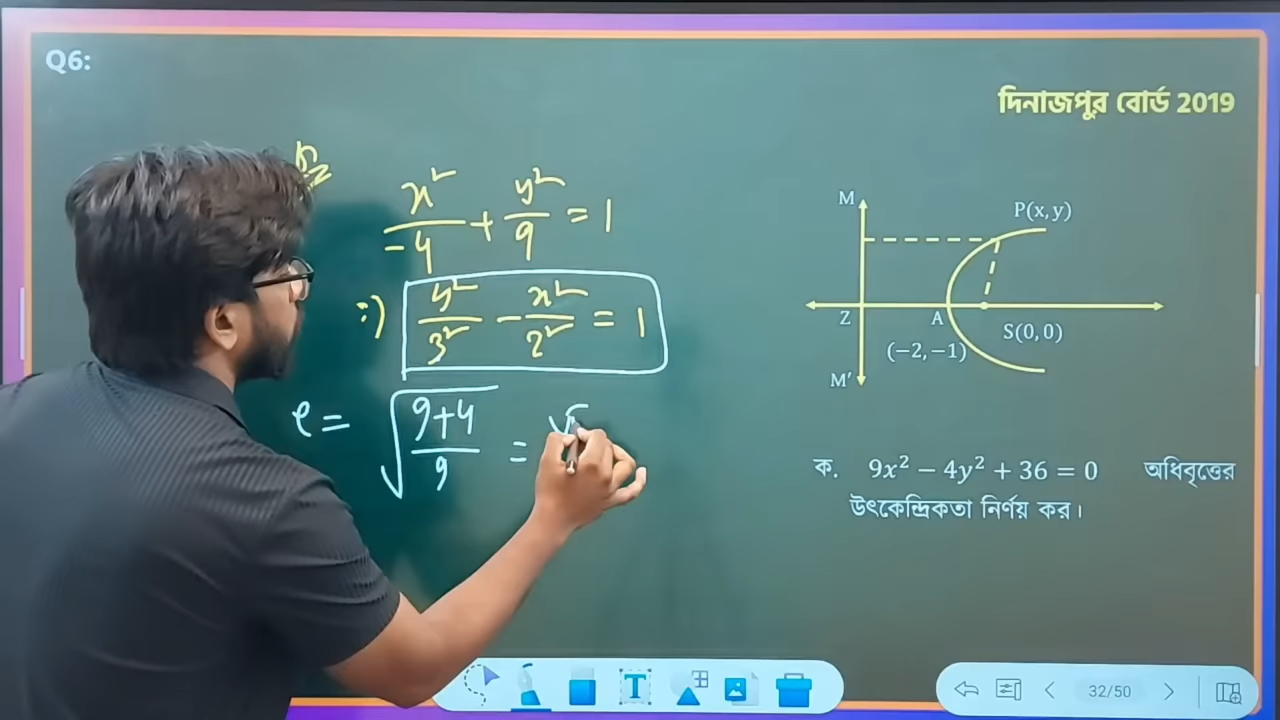 Q6:
দিনাজপুর বোর্ড 2019
x²/-4 + y²/9 = 1
∴) y²/3² - x²/2² = 1
e = √(9+4)/9 = √
M
P(x, y)
Z
A
S(0, 0)
(−2, −1)
M′
ক. 9x² − 4y² + 36 = 0 অধিবৃত্তের
উৎকেন্দ্রিকতা নির্ণয় কর।
T
32/50